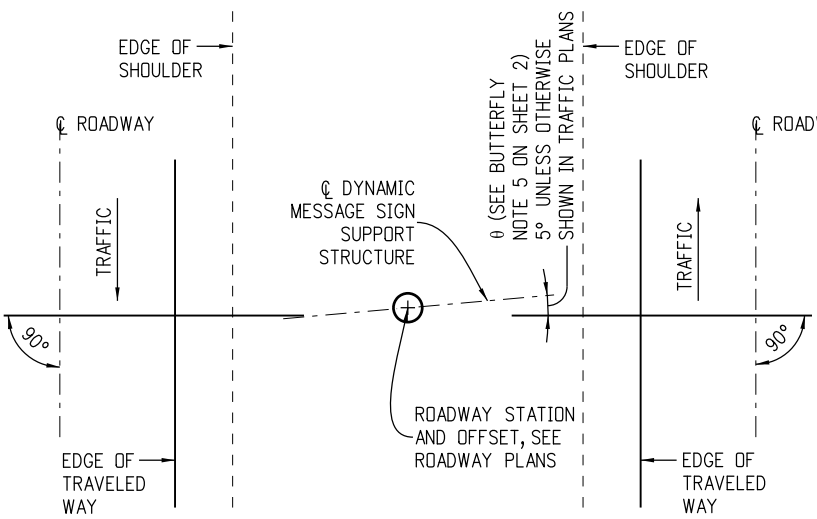 EDGE OF
SHOULDER
℄ ROADWAY
TRAFFIC
℄ DYNAMIC
MESSAGE SIGN
SUPPORT
STRUCTURE
θ (SEE BUTTERFLY
NOTE 5 ON SHEET 2)
5° UNLESS OTHERWISE
SHOWN IN TRAFFIC PLANS
EDGE OF
SHOULDER
℄ ROAD
TRAFFIC
90°
90°
ROADWAY STATION
AND OFFSET, SEE
ROADWAY PLANS
EDGE OF
TRAVELED
WAY
EDGE OF
TRAVELED
WAY